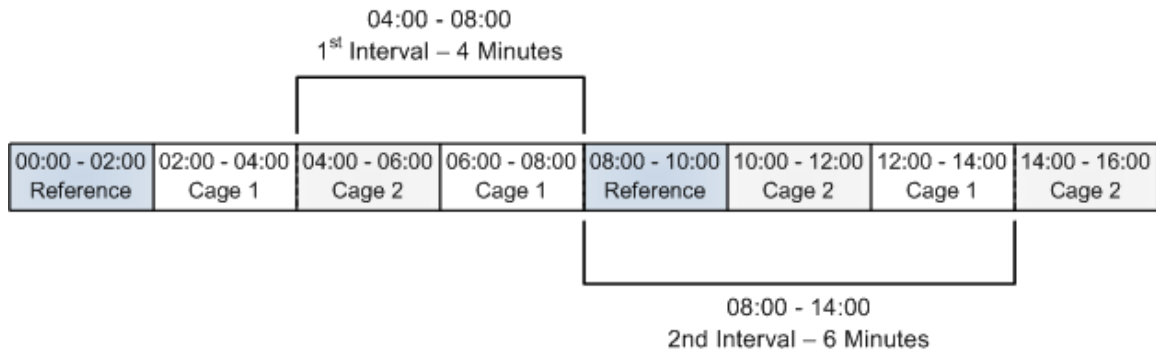 04:00 - 08:00
1st Interval – 4 Minutes
00:00 - 02:00 02:00 - 04:00 04:00 - 06:00 06:00 - 08:00 08:00 - 10:00 10:00 - 12:00 12:00 - 14:00 14:00 - 16:00
Reference Cage 1 Cage 2 Cage 1 Reference Cage 2 Cage 1 Cage 2
08:00 - 14:00
2nd Interval – 6 Minutes